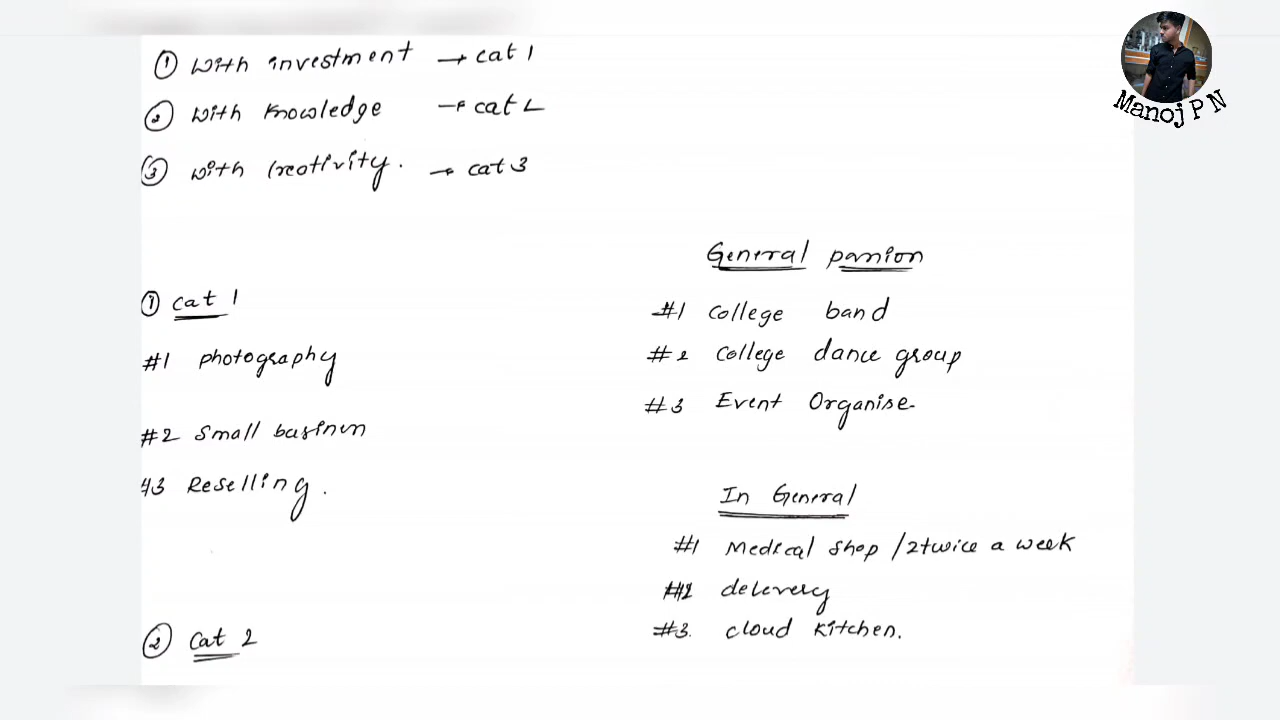 ① with investment → cat 1
② with knowledge → cat 2
③ with creativity. → cat 3
① cat 1
#1 photography
#2 Small business
#3 Reselling.
② cat 2
General passion
#1 college band
#2 college dance group
#3 Event Organise
In General
#1 Medical shop / 2twice a week
#2 delevery
#3. cloud kitchen.
Manoj P N